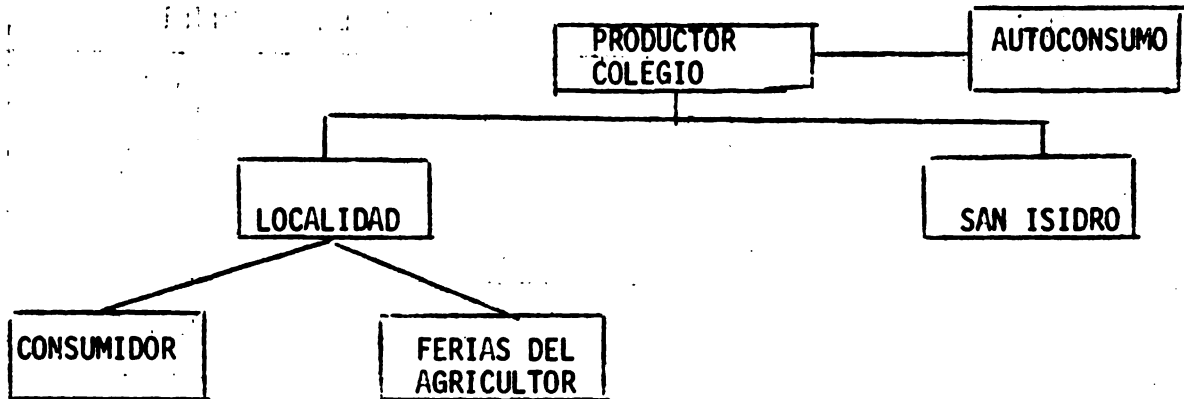 PRODUCTOR
COLEGIO
AUTOCONSUMO
LOCALIDAD
SAN ISIDRO
CONSUMIDOR
FERIAS DEL
AGRICULTOR